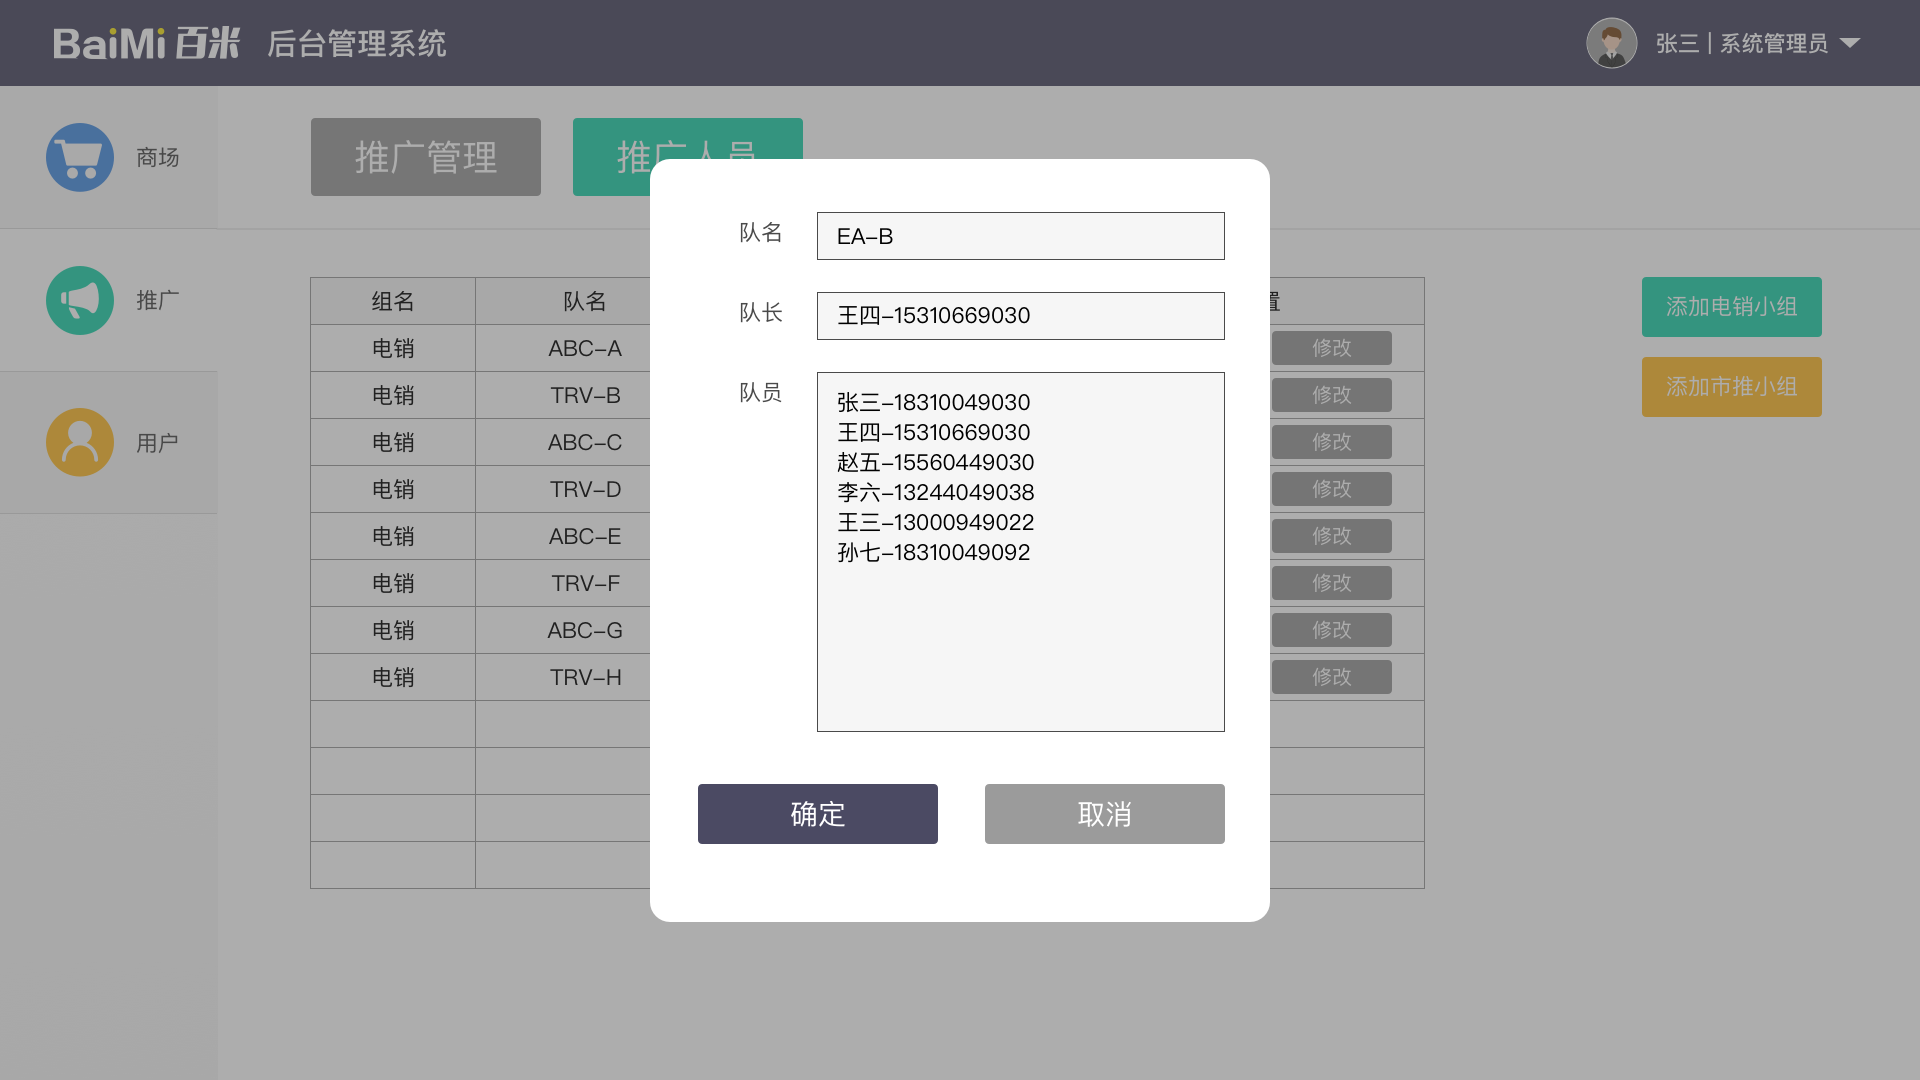 BaiMi 百米 后台管理系统
张三 | 系统管理员
商场
推广
用户
推广管理
推广人员
组名 队名 置
电销 ABC-A 修改
电销 TRV-B 修改
电销 ABC-C 修改
电销 TRV-D 修改
电销 ABC-E 修改
电销 TRV-F 修改
电销 ABC-G 修改
电销 TRV-H 修改
添加电销小组
添加市推小组
队名 EA-B
队长 王四-15310669030
队员
张三-18310049030
王四-15310669030
赵五-15560449030
李六-13244049038
王三-13000949022
孙七-18310049092
确定 取消